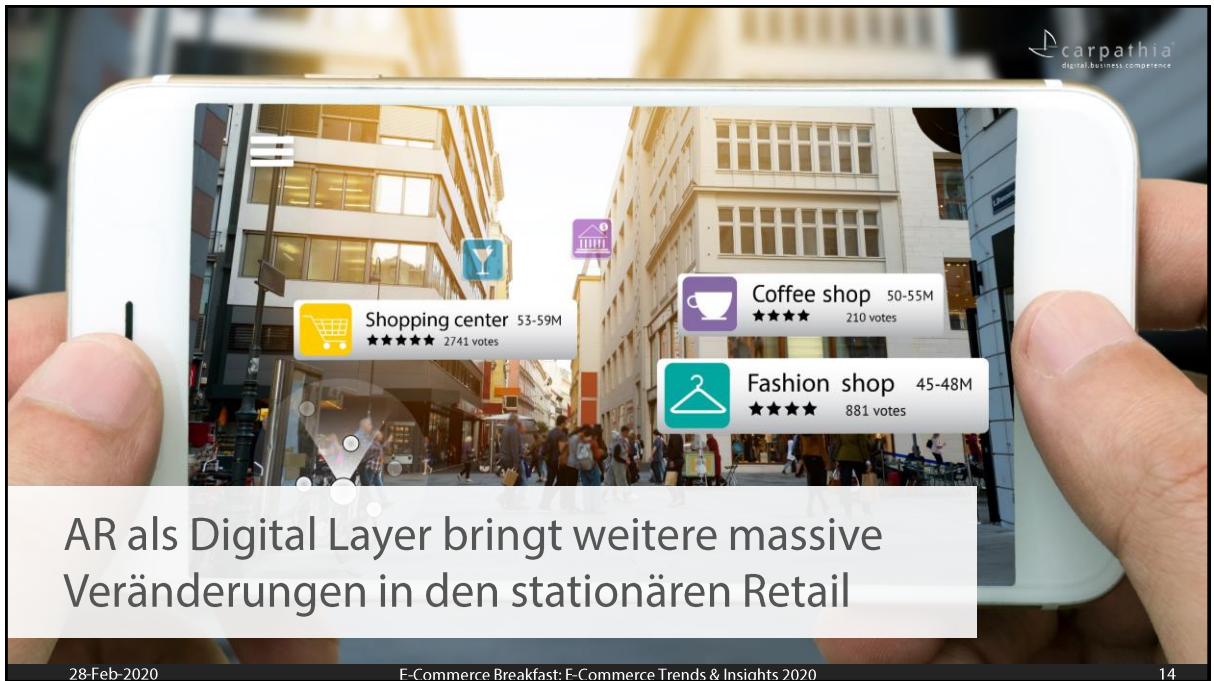 carpathia
digital.business.competence
Coffee shop 50-55M
★★★★ 210 votes
Shopping center 53-59M
★★★★★ 2741 votes
Fashion shop 45-48M
★★★★ 881 votes
AR als Digital Layer bringt weitere massive
Veränderungen in den stationären Retail
28-Feb-2020 E-Commerce Breakfast: E-Commerce Trends & Insights 2020 14